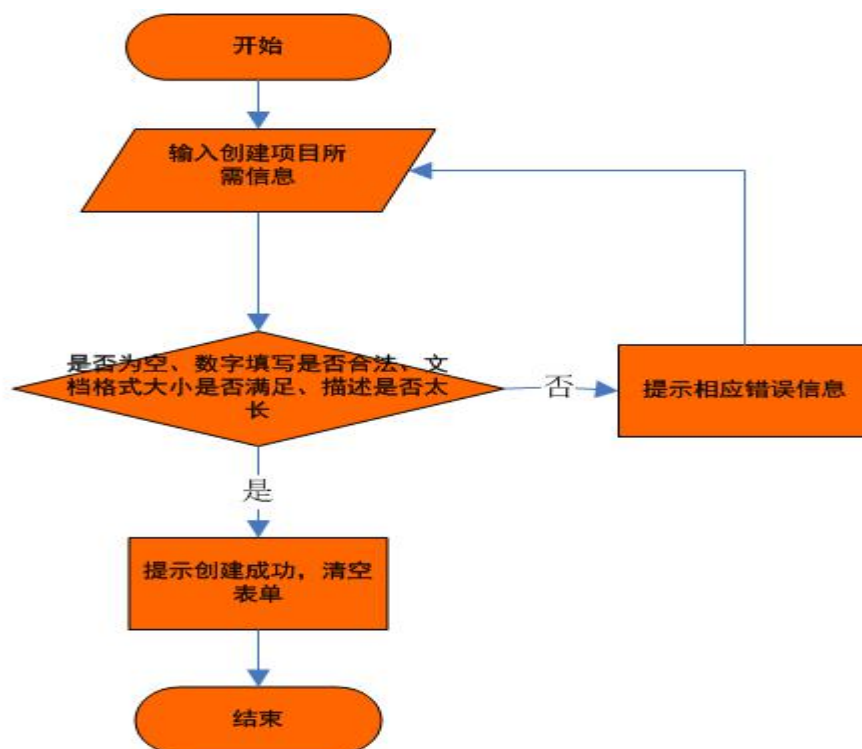 开始
输入创建项目所
需信息
是否为空、数字填写是否合法、文
档格式大小是否满足、描述是否太
长
否
提示相应错误信息
是
提示创建成功，清空
表单
结束